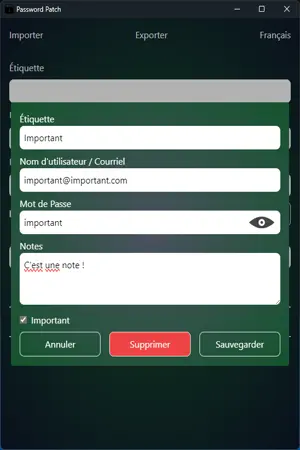 Password Patch
Importer Exporter Français
Étiquette
Étiquette
Important
Nom d'utilisateur / Courriel
important@important.com
Mot de Passe
important
Notes
C'est une note !
Important
Annuler Supprimer Sauvegarder